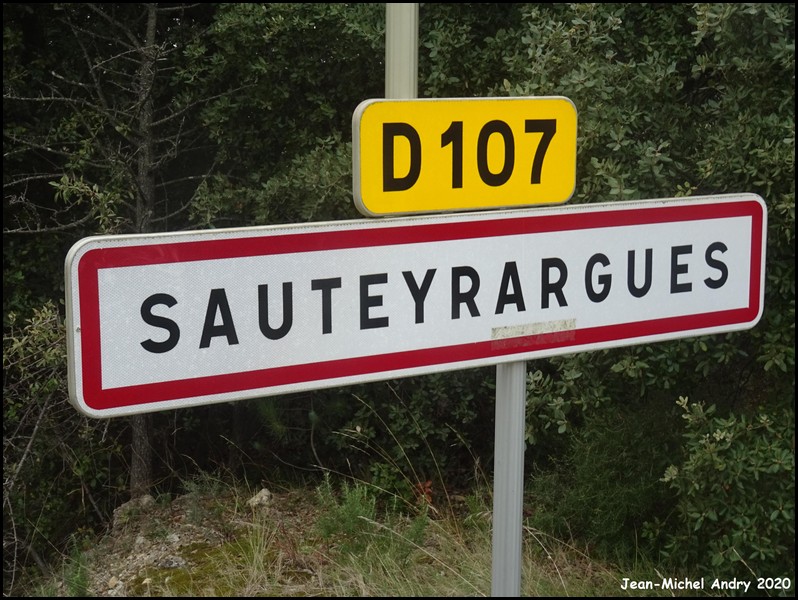 D107
SAUTEYRARGUES
Jean-Michel Andry 2020